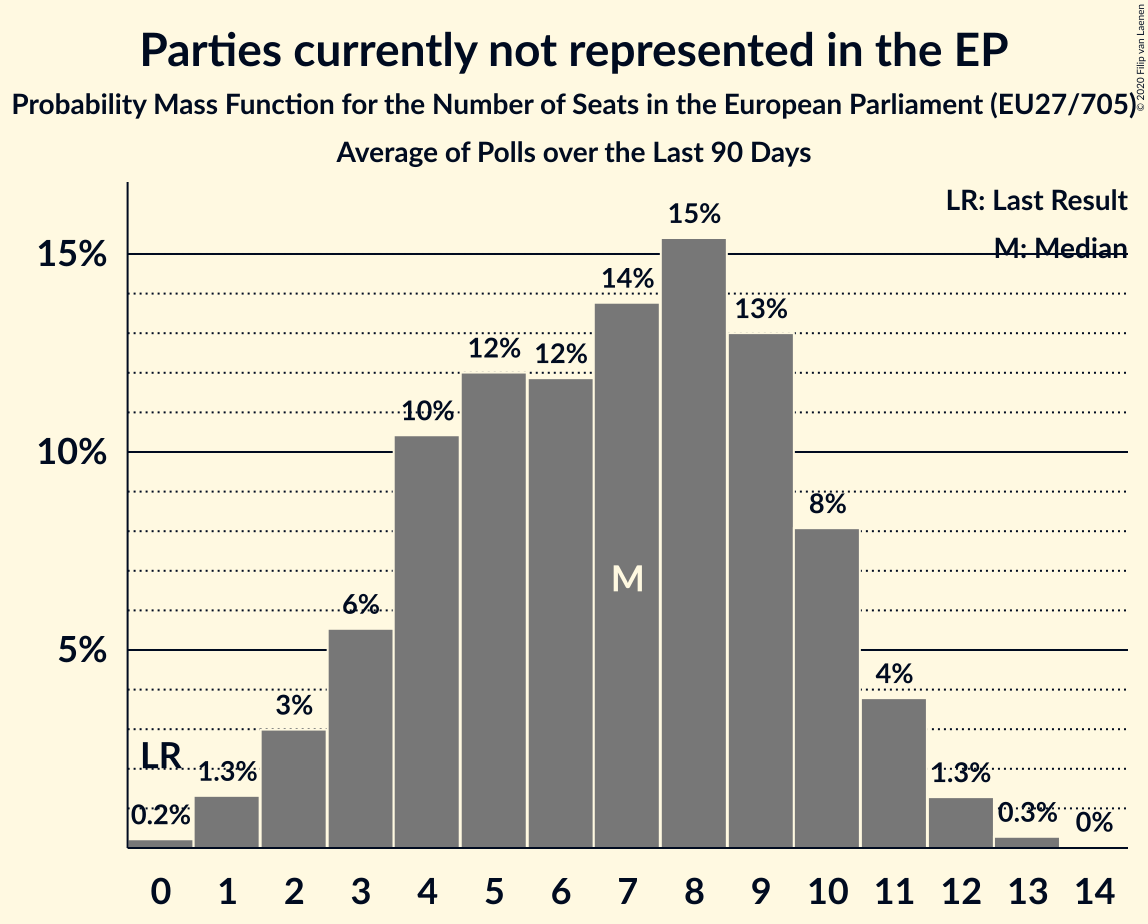 Parties currently not represented in the EP
Probability Mass Function for the Number of Seats in the European Parliament (EU27/705)
Average of Polls over the Last 90 Days
© 2020 Filip van Laenen
LR: Last Result
M: Median
15%
10%
5%
LR
0.2%
1.3%
3%
6%
10%
12%
12%
14%
M
15%
13%
8%
4%
1.3%
0.3%
0%
0 1 2 3 4 5 6 7 8 9 10 11 12 13 14